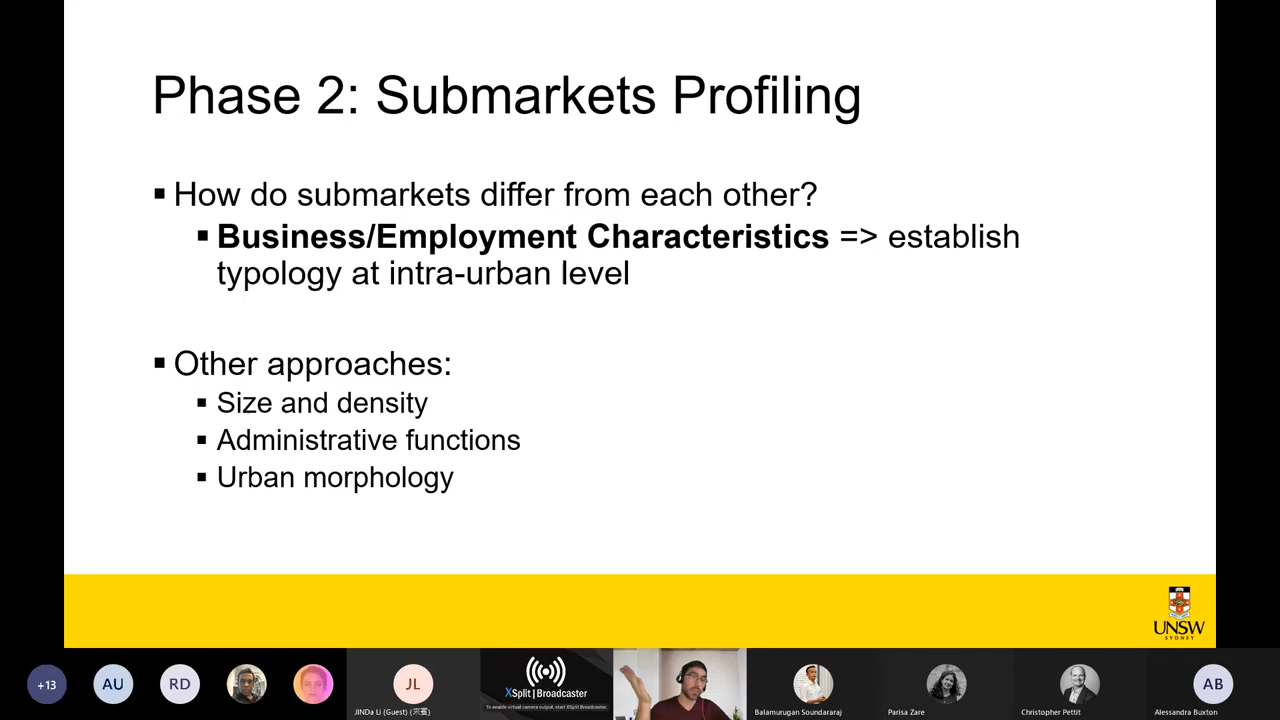 Phase 2: Submarkets Profiling
▪ How do submarkets differ from each other?
▪ Business/Employment Characteristics => establish
typology at intra-urban level
▪ Other approaches:
▪ Size and density
▪ Administrative functions
▪ Urban morphology
UNSW
SYDNEY
+13
AU
RD
JL
JINDa Li (Guest) (来宾)
XSplit | Broadcaster
To enable virtual camera output, start XSplit Broadcaster.
Balamurugan Soundararaj
Parisa Zare
Christopher Pettit
AB
Alessandra Buxton